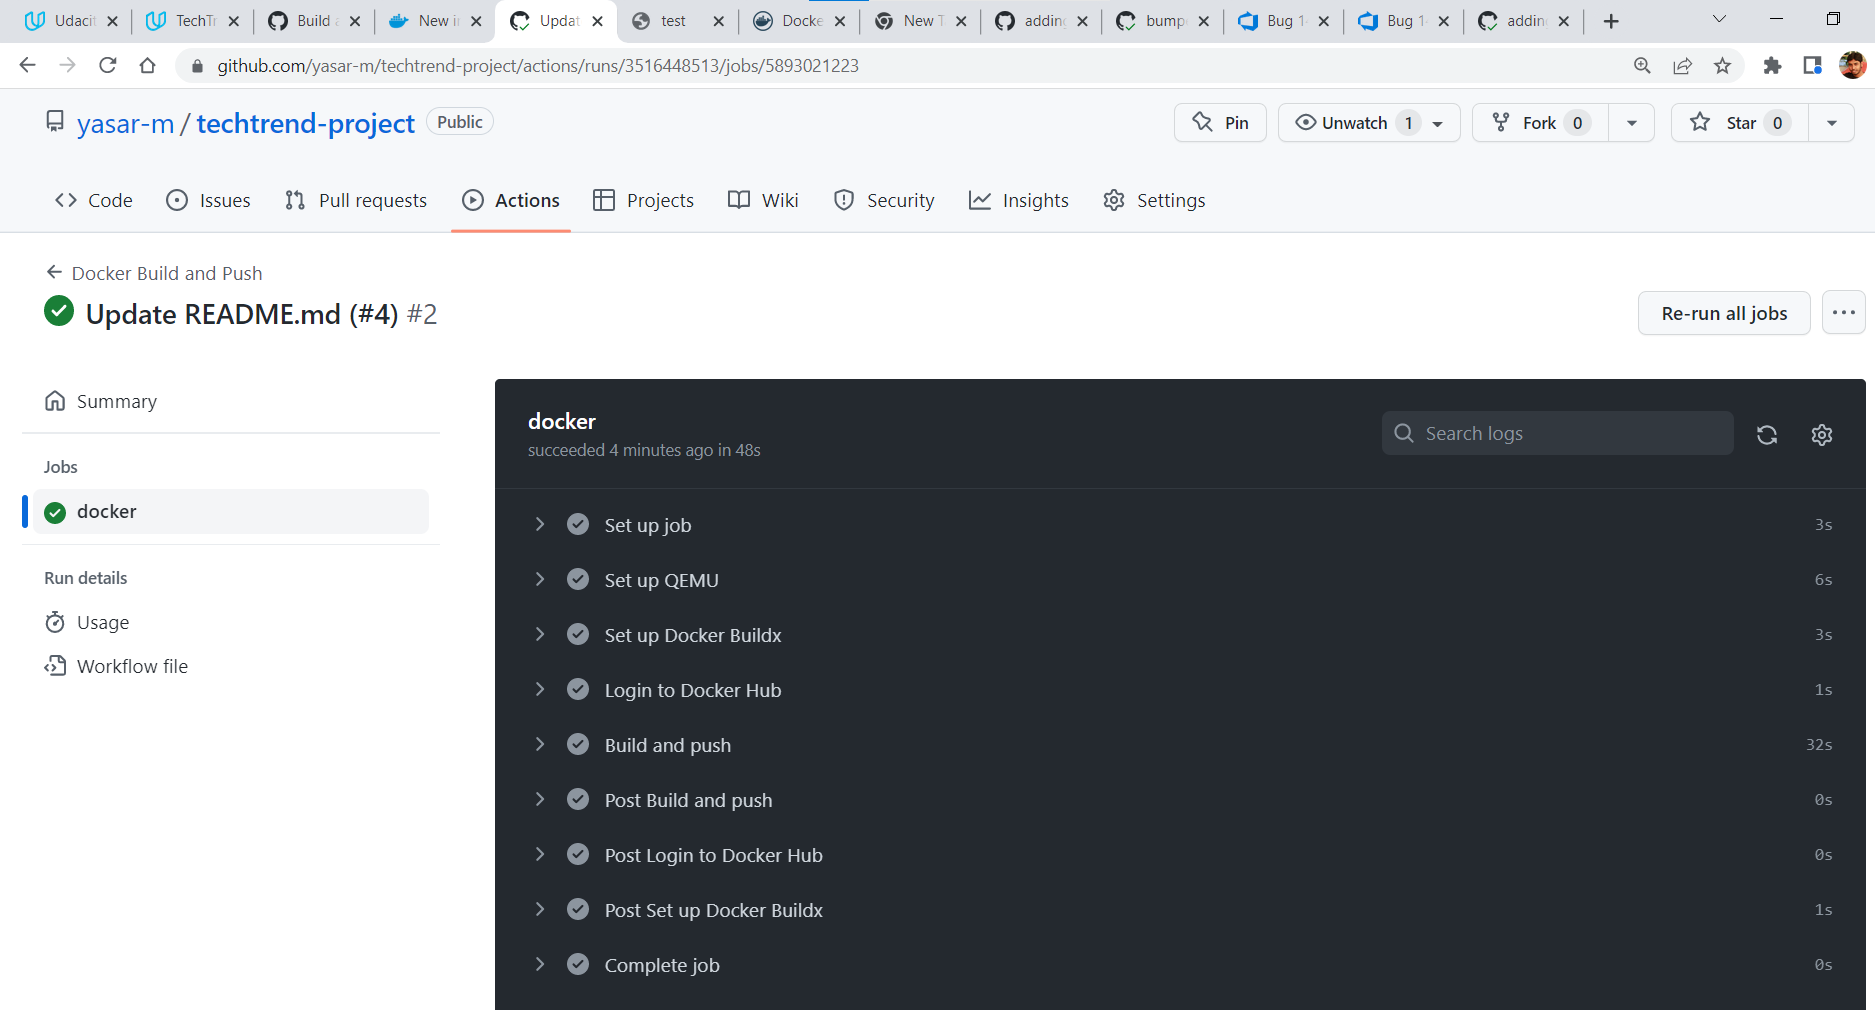 Udacit
TechTr
Build a
New in
Updat
test
Docke
New T
adding
bump
Bug 1-
Bug 1-
adding
github.com/yasar-m/techtrend-project/actions/runs/3516448513/jobs/5893021223
yasar-m / techtrend-project Public
Pin
Unwatch 1
Fork 0
Star 0
Code
Issues
Pull requests
Actions
Projects
Wiki
Security
Insights
Settings
Docker Build and Push
Update README.md (#4) #2
Re-run all jobs
Summary
Jobs
docker
Run details
Usage
Workflow file
docker
succeeded 4 minutes ago in 48s
Search logs
Set up job 3s
Set up QEMU 6s
Set up Docker Buildx 3s
Login to Docker Hub 1s
Build and push 32s
Post Build and push 0s
Post Login to Docker Hub 0s
Post Set up Docker Buildx 1s
Complete job 0s